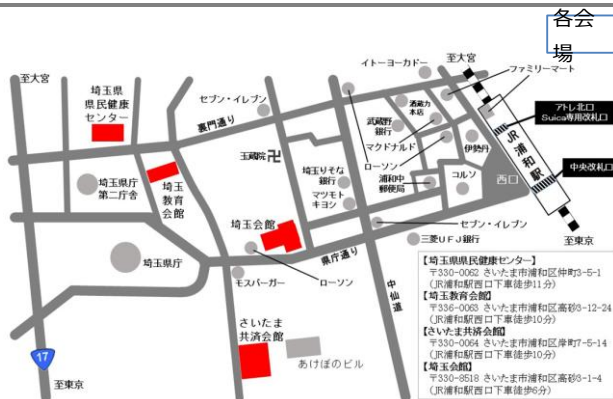 各会
場
イトーヨーカドー
至大宮
ファミリーマート
至大宮
埼玉県
県民健康
センター
セブン・イレブン
酒蔵力
本店
アトレ北口
Suica専用改札口
裏門通り
武蔵野
銀行
マクドナルド
JR浦和駅
玉蔵院
卍
ローソン
伊勢丹
埼玉
教育
会館
埼玉りそな
銀行
浦和中
郵便局
コルソ
西口
中央改札口
埼玉県庁
第二庁舎
マツモト
キヨシ
埼玉会館
セブン・イレブン
三菱UFJ銀行
至東京
埼玉県庁
県庁通り
モスバーガー
ローソン
中仙道
さいたま
共済会館
あけぼのビル
17
至東京
【埼玉県県民健康センター】
〒330-0062 さいたま市浦和区仲町3-5-1
(JR浦和駅西口下車徒歩11分)
【埼玉教育会館】
〒336-0063 さいたま市浦和区高砂3-12-24
(JR浦和駅西口下車徒歩10分)
【さいたま共済会館】
〒330-0064 さいたま市浦和区岸町7-5-14
(JR浦和駅西口下車徒歩10分)
【埼玉会館】
〒330-8518 さいたま市浦和区高砂3-1-4
(JR浦和駅西口下車徒歩6分)